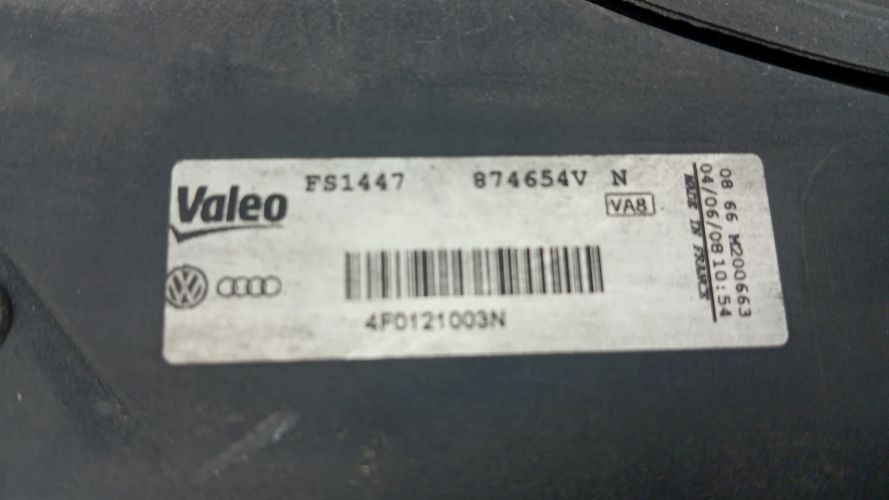 FS1447 874654V N
Valeo
VA8
4F0121003N
08 66 M200663
04/06/08 10:54
MADE IN FRANCE